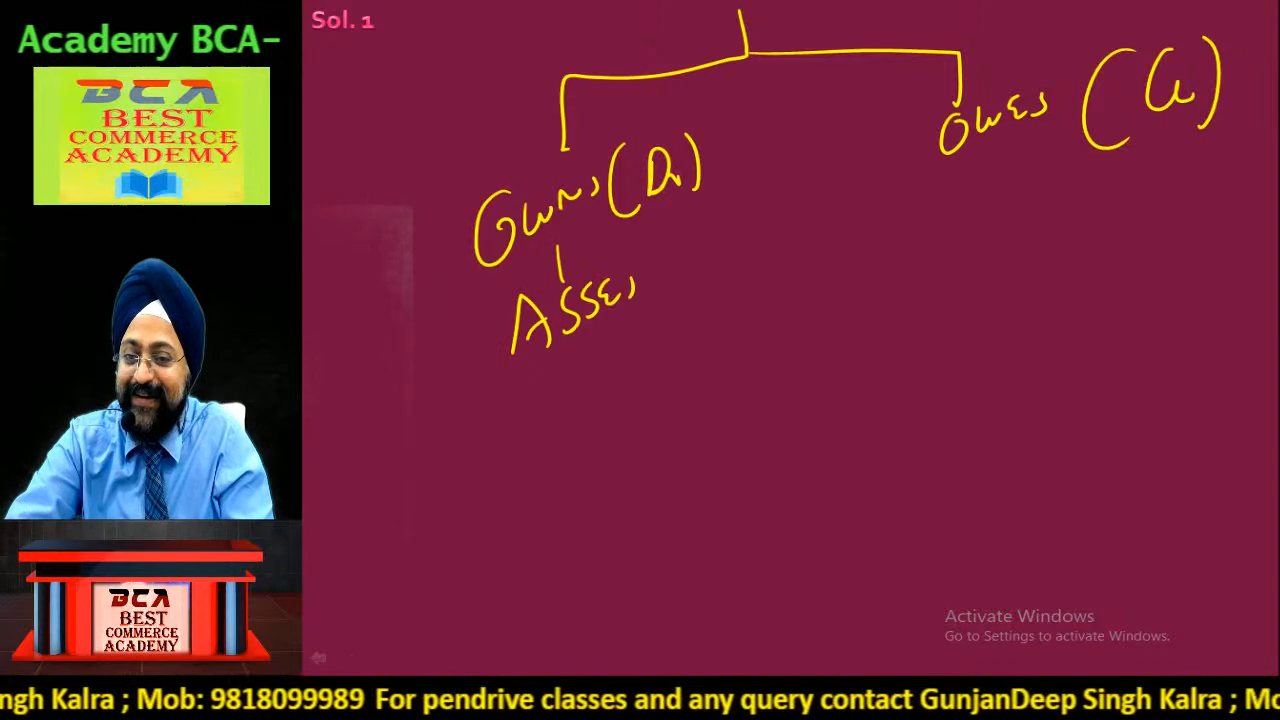 Academy BCA-
BCA
BEST
COMMERCE
ACADEMY
Sol. 1
Owns (Dr)
Owes (Cr)
Asses
BCA
BEST
COMMERCE
ACADEMY
Activate Windows
Go to Settings to activate Windows.
ngh Kalra ; Mob: 9818099989 For pendrive classes and any query contact GunjanDeep Singh Kalra ; Mo